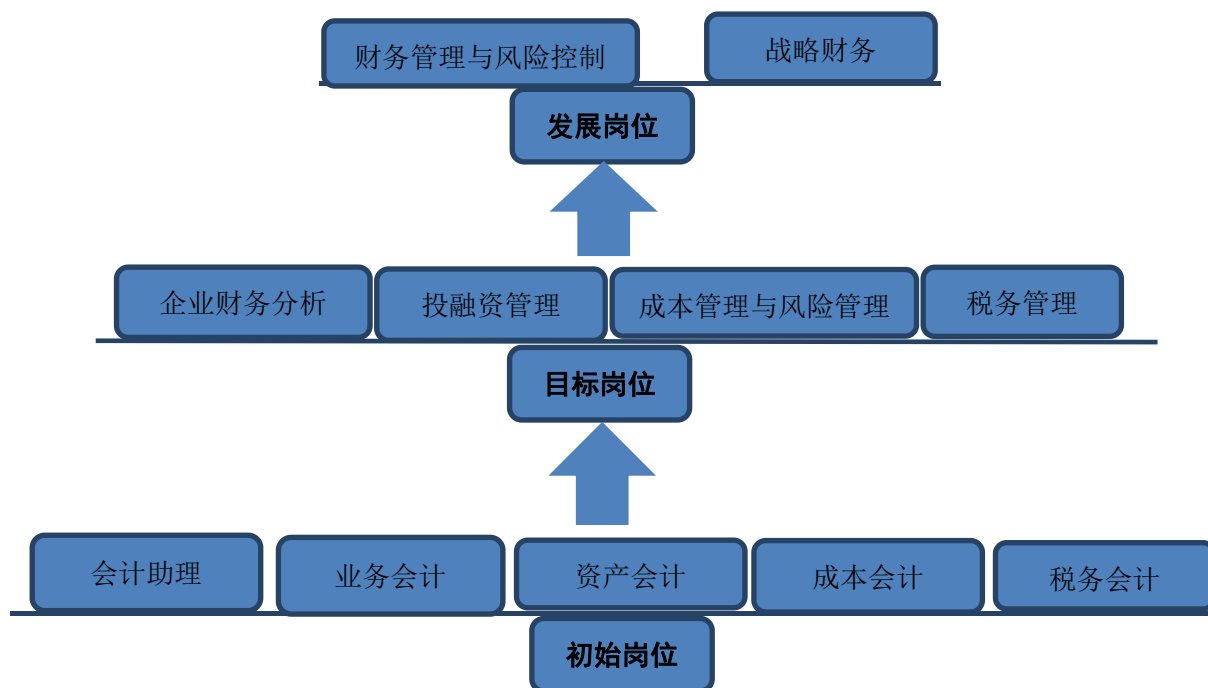 财务管理与风险控制
战略财务
发展岗位
企业财务分析
投融资管理
成本管理与风险管理
税务管理
目标岗位
会计助理
业务会计
资产会计
成本会计
税务会计
初始岗位